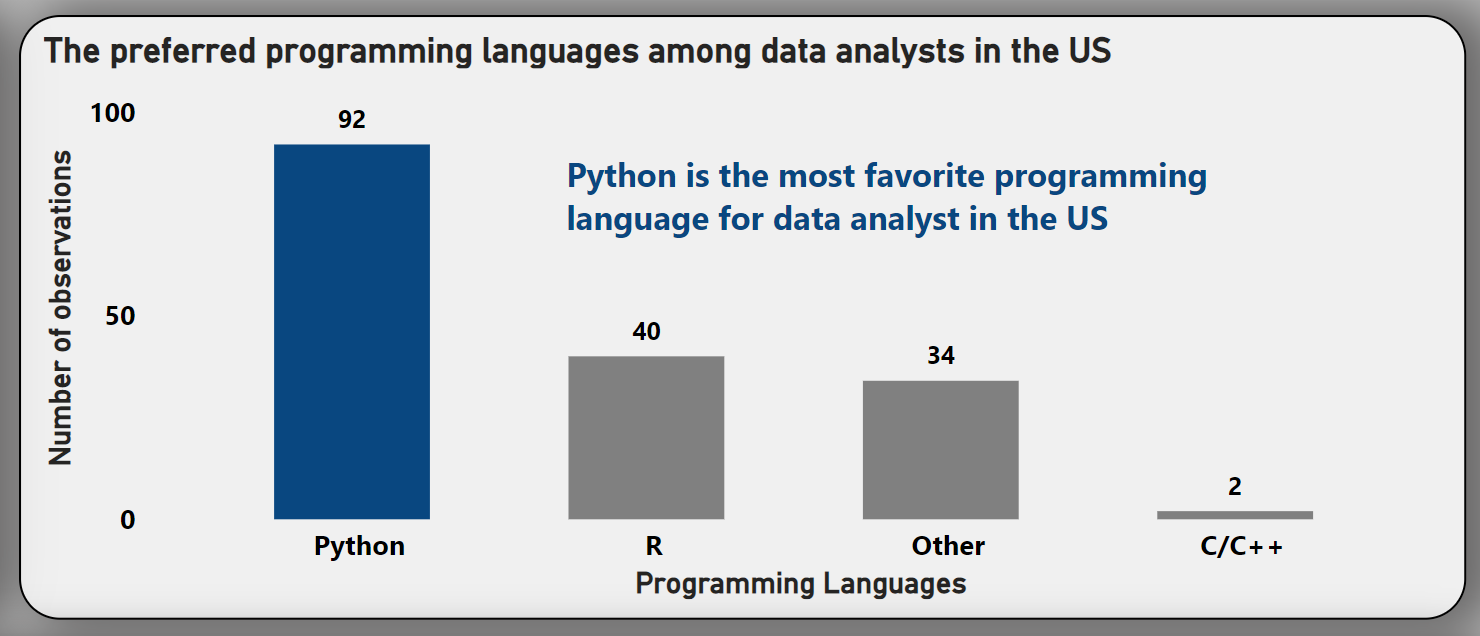 The preferred programming languages among data analysts in the US
100
92
Python is the most favorite programming
language for data analyst in the US
Number of observations
50
40
34
2
0
Python R Other C/C++
Programming Languages